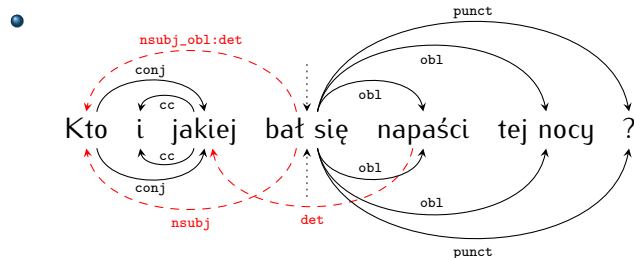 punct
nsubj_obl:det
obl
conj
obl
cc
Kto i jakiej bał się napaści tej nocy ?
cc
obl
conj
obl
nsubj
det
punct